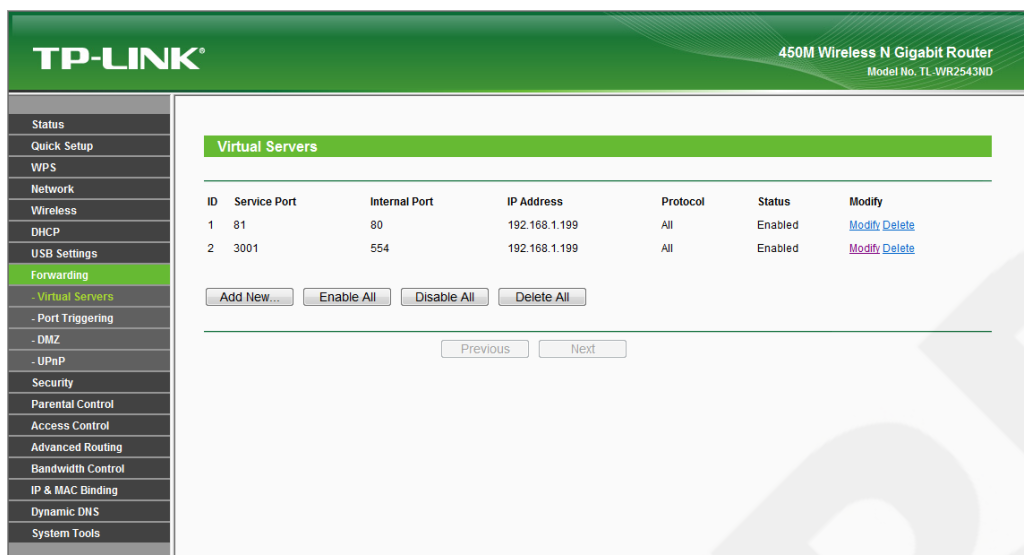 TP-LINK®
450M Wireless N Gigabit Router
Model No. TL-WR2543ND
Status
Quick Setup
WPS
Network
Wireless
DHCP
USB Settings
Forwarding
- Virtual Servers
- Port Triggering
- DMZ
- UPnP
Security
Parental Control
Access Control
Advanced Routing
Bandwidth Control
IP & MAC Binding
Dynamic DNS
System Tools
Virtual Servers
ID Service Port Internal Port IP Address Protocol Status Modify
1 81 80 192.168.1.199 All Enabled Modify Delete
2 3001 554 192.168.1.199 All Enabled Modify Delete
Add New... Enable All Disable All Delete All
Previous Next